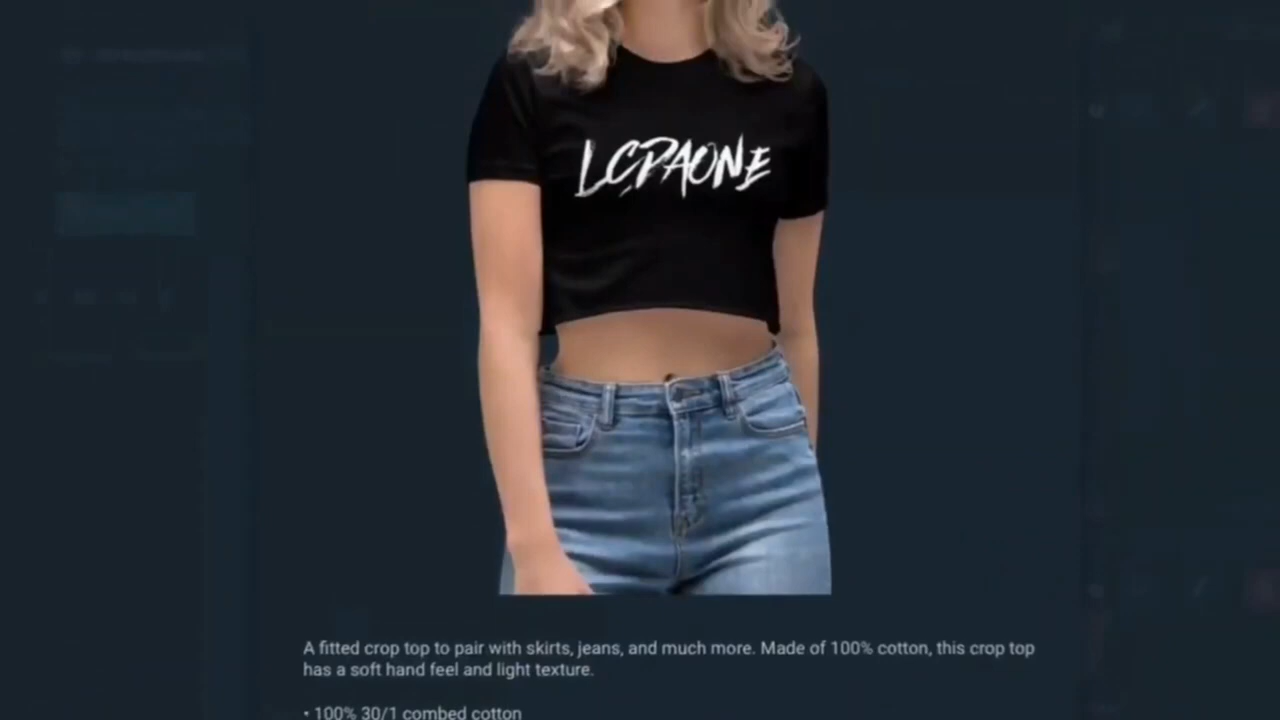 LCPAONE
A fitted crop top to pair with skirts, jeans, and much more. Made of 100% cotton, this crop top
has a soft hand feel and light texture.
• 100% 30/1 combed cotton